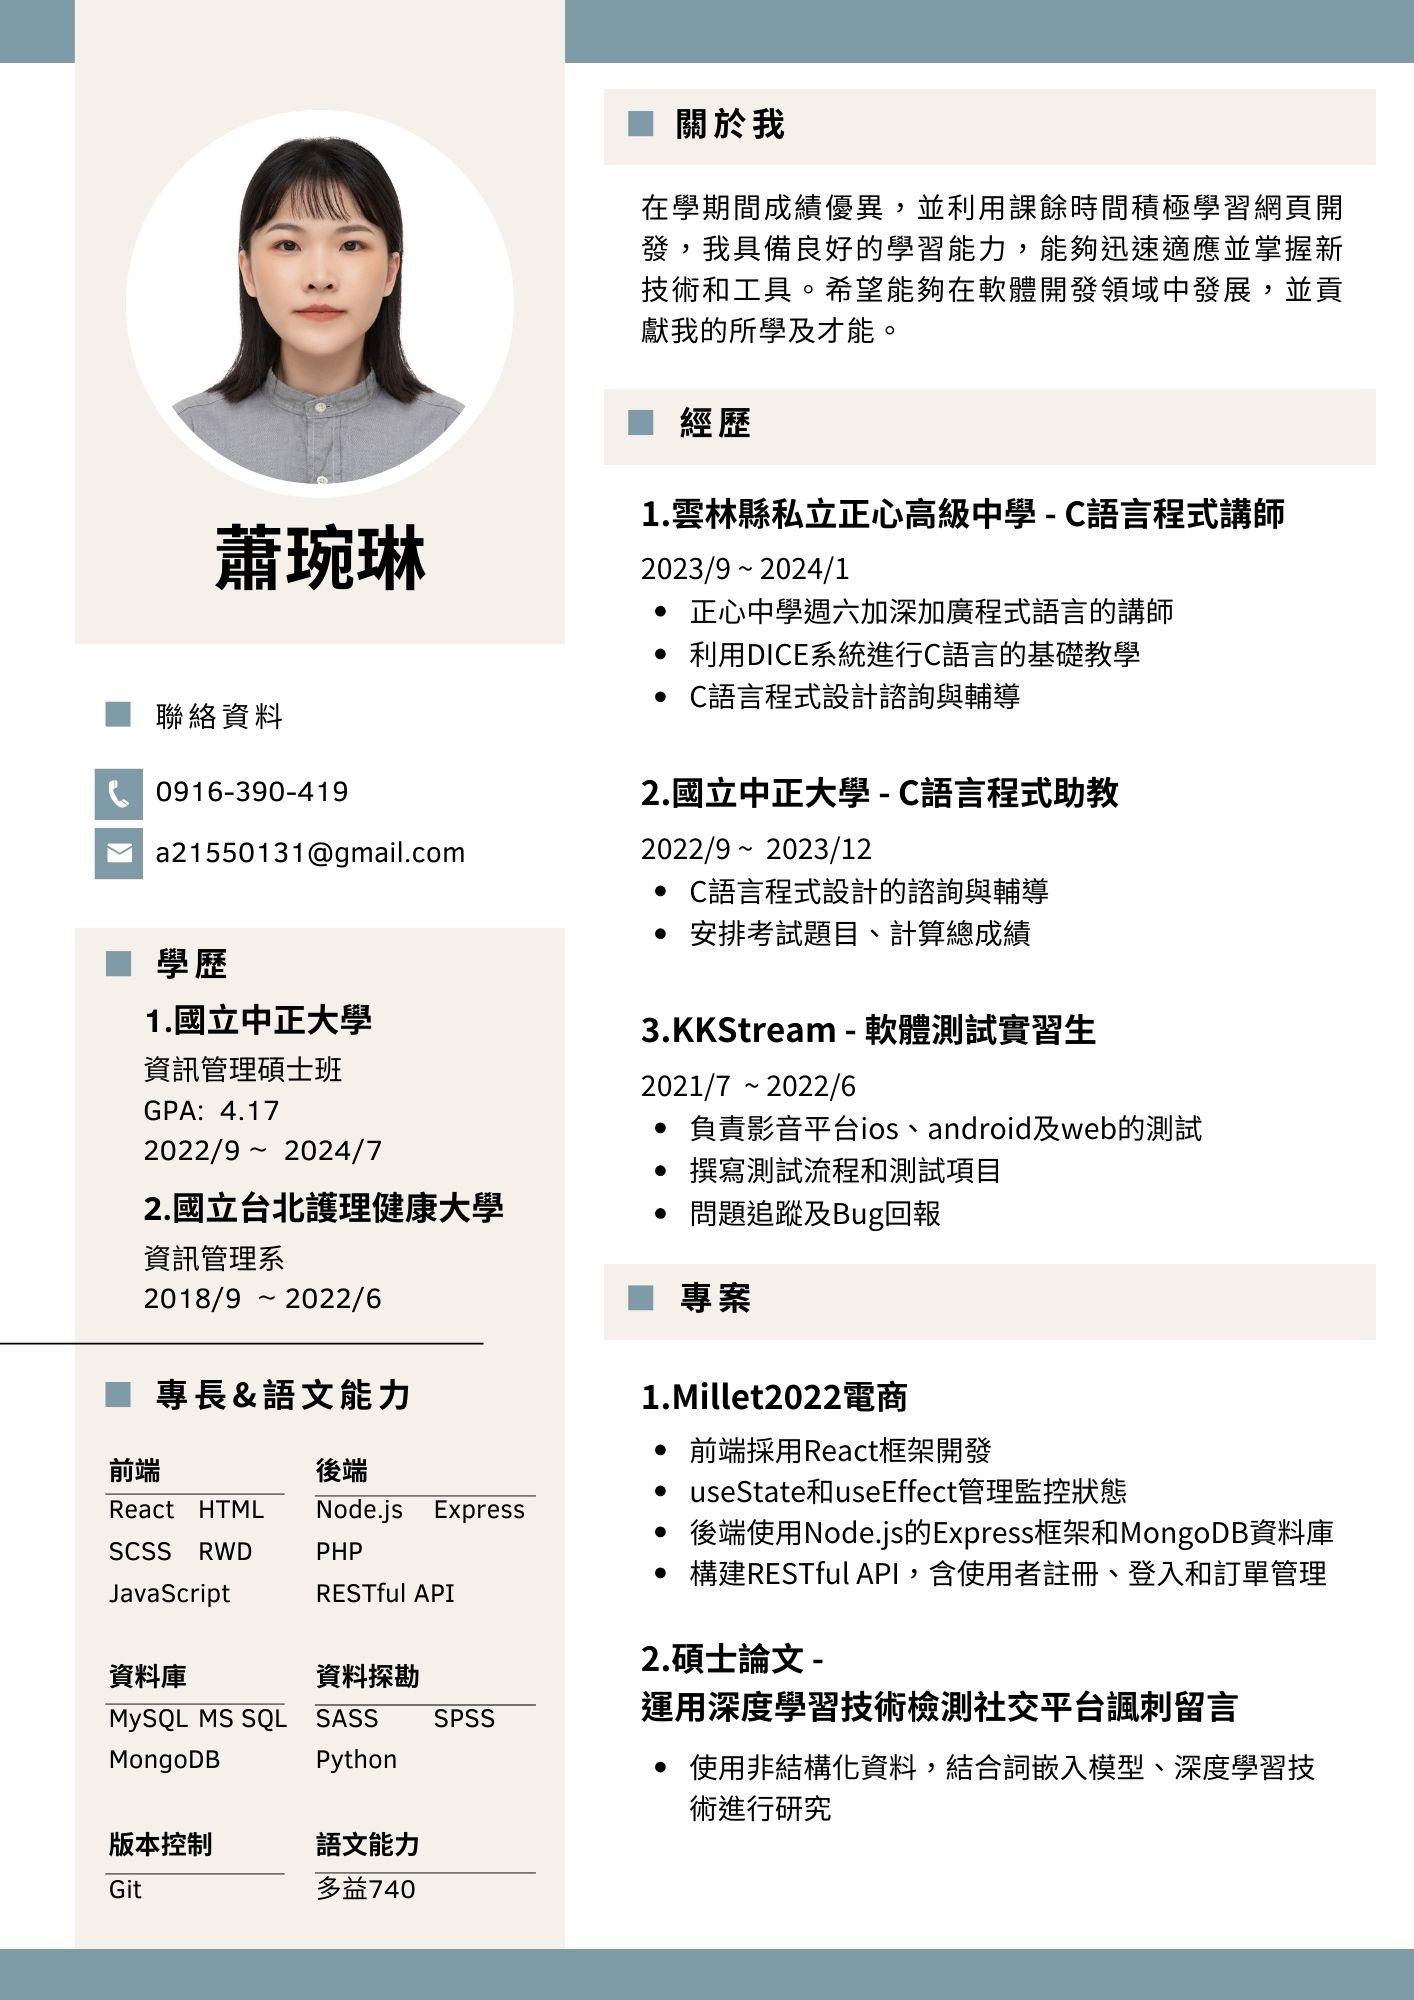 蕭琬琳
聯絡資料
0916-390-419
a21550131@gmail.com
學歷
1.國立中正大學
資訊管理碩士班
GPA:  4.17
2022/9 ~  2024/7
2.國立台北護理健康大學
資訊管理系
2018/9  ~ 2022/6
專長&語文能力
前端
React HTML
SCSS RWD
JavaScript
後端
Node.js Express
PHP
RESTful API
資料庫
MySQL MS SQL
MongoDB
資料探勘
SASS SPSS
Python
版本控制
Git
語文能力
多益740
關於我
在學期間成績優異，並利用課餘時間積極學習網頁開
發，我具備良好的學習能力，能夠迅速適應並掌握新
技術和工具。希望能夠在軟體開發領域中發展，並貢
獻我的所學及才能。
經歷
1.雲林縣私立正心高級中學 - C語言程式講師
2023/9 ~ 2024/1
• 正心中學週六加深加廣程式語言的講師
• 利用DICE系統進行C語言的基礎教學
• C語言程式設計諮詢與輔導
2.國立中正大學 - C語言程式助教
2022/9 ~  2023/12
• C語言程式設計的諮詢與輔導
• 安排考試題目、計算總成績
3.KKStream - 軟體測試實習生
2021/7  ~ 2022/6
• 負責影音平台ios、android及web的測試
• 撰寫測試流程和測試項目
• 問題追蹤及Bug回報
專案
1.Millet2022電商
• 前端採用React框架開發
• useState和useEffect管理監控狀態
• 後端使用Node.js的Express框架和MongoDB資料庫
• 構建RESTful API，含使用者註冊、登入和訂單管理
2.碩士論文 -
運用深度學習技術檢測社交平台諷刺留言
• 使用非結構化資料，結合詞嵌入模型、深度學習技
術進行研究